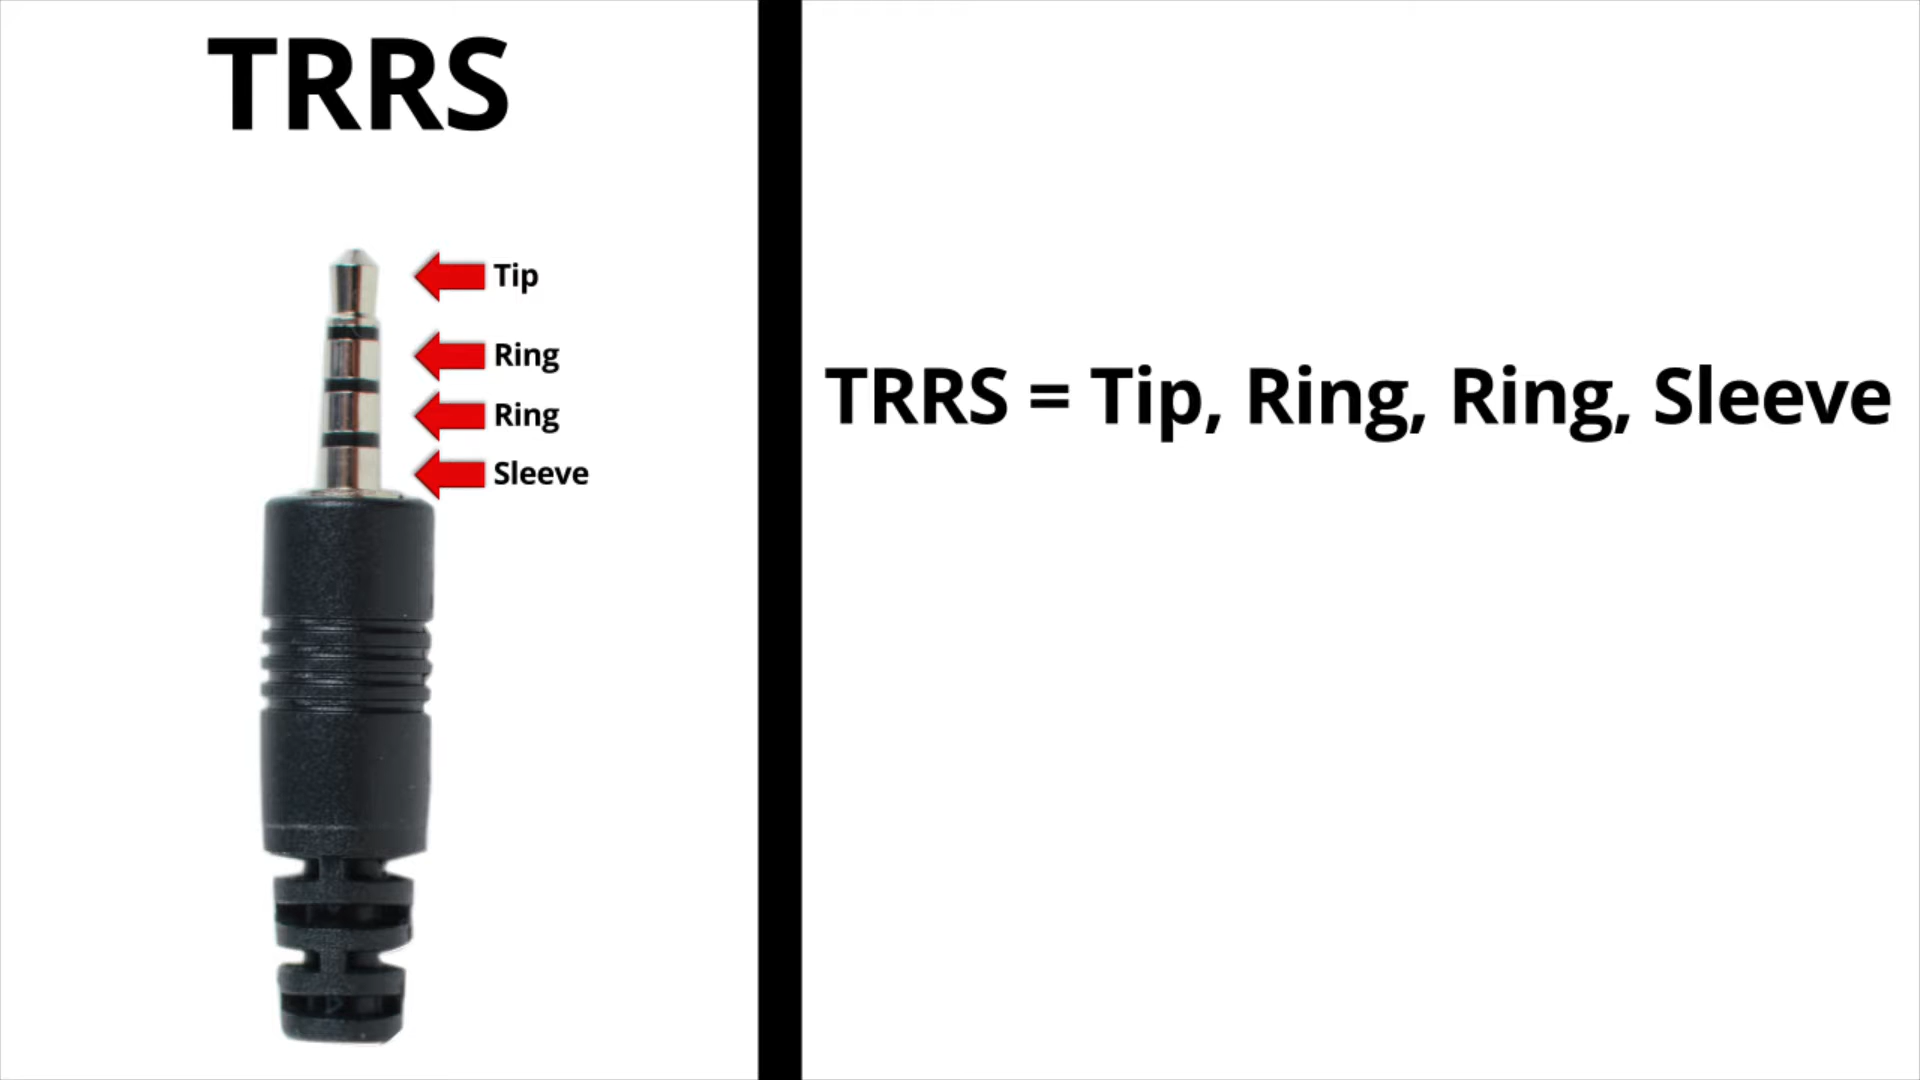 TRRS
Tip
Ring
Ring
Sleeve
TRRS = Tip, Ring, Ring, Sleeve